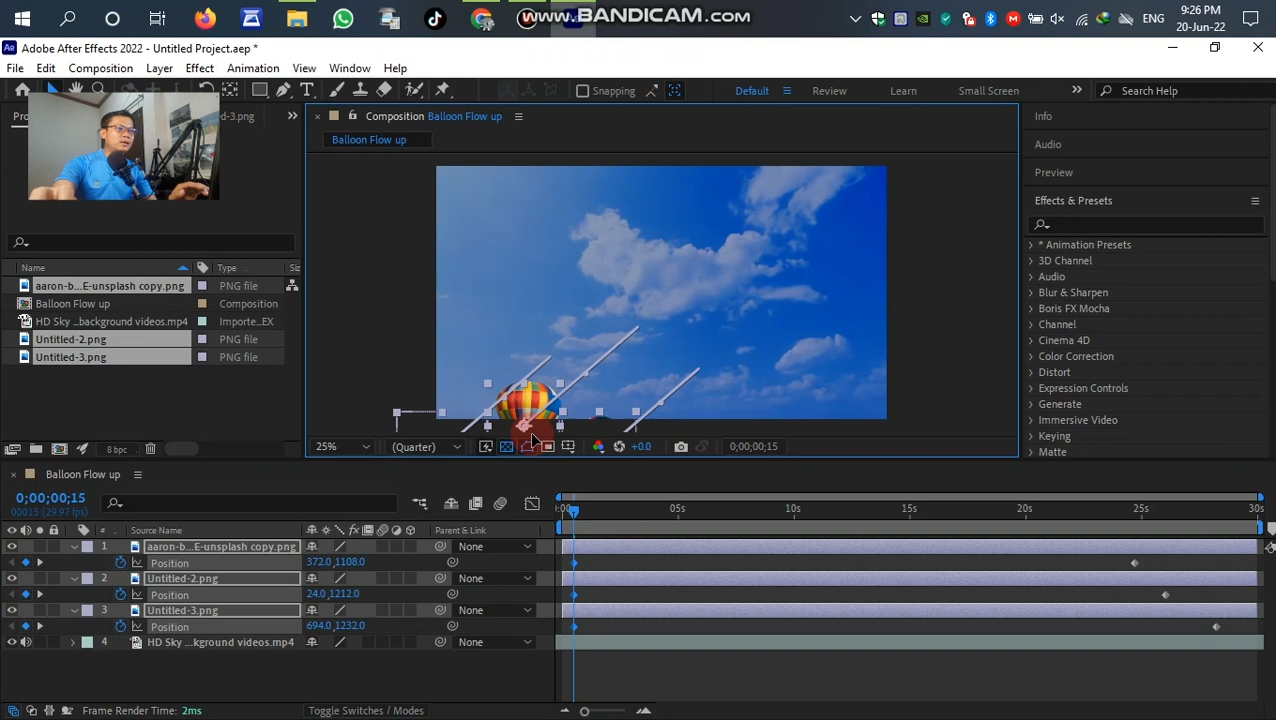 www.BANDICAM.com
ENG
9:26 PM
20-Jun-22
Adobe After Effects 2022 - Untitled Project.aep *
File Edit Composition Layer Effect Animation View Window Help
Snapping Default Review Learn Small Screen Search Help
Composition Balloon Flow up
Balloon Flow up
Name Type
aaron-b...E-unsplash copy.png PNG file
Balloon Flow up Composition
HD Sky ...background videos.mp4 Importe...EX
Untitled-2.png PNG file
Untitled-3.png PNG file
8 bpc
25% (Quarter) +0.0 0;00;00;15
Info
Audio
Preview
Effects & Presets
* Animation Presets
3D Channel
Audio
Blur & Sharpen
Boris FX Mocha
Channel
Cinema 4D
Color Correction
Distort
Expression Controls
Generate
Immersive Video
Keying
Matte
Balloon Flow up
0;00;00;15
00015 (29.97 fps)
05s 10s 15s 20s 25s 30s
# Source Name Parent & Link
1 aaron-b...E-unsplash copy.png None
Position 372.0,1108.0
2 Untitled-2.png None
Position 24.0,1212.0
3 Untitled-3.png None
Position 694.0,1232.0
4 HD Sky ...kground videos.mp4 None
Frame Render Time: 2ms Toggle Switches / Modes